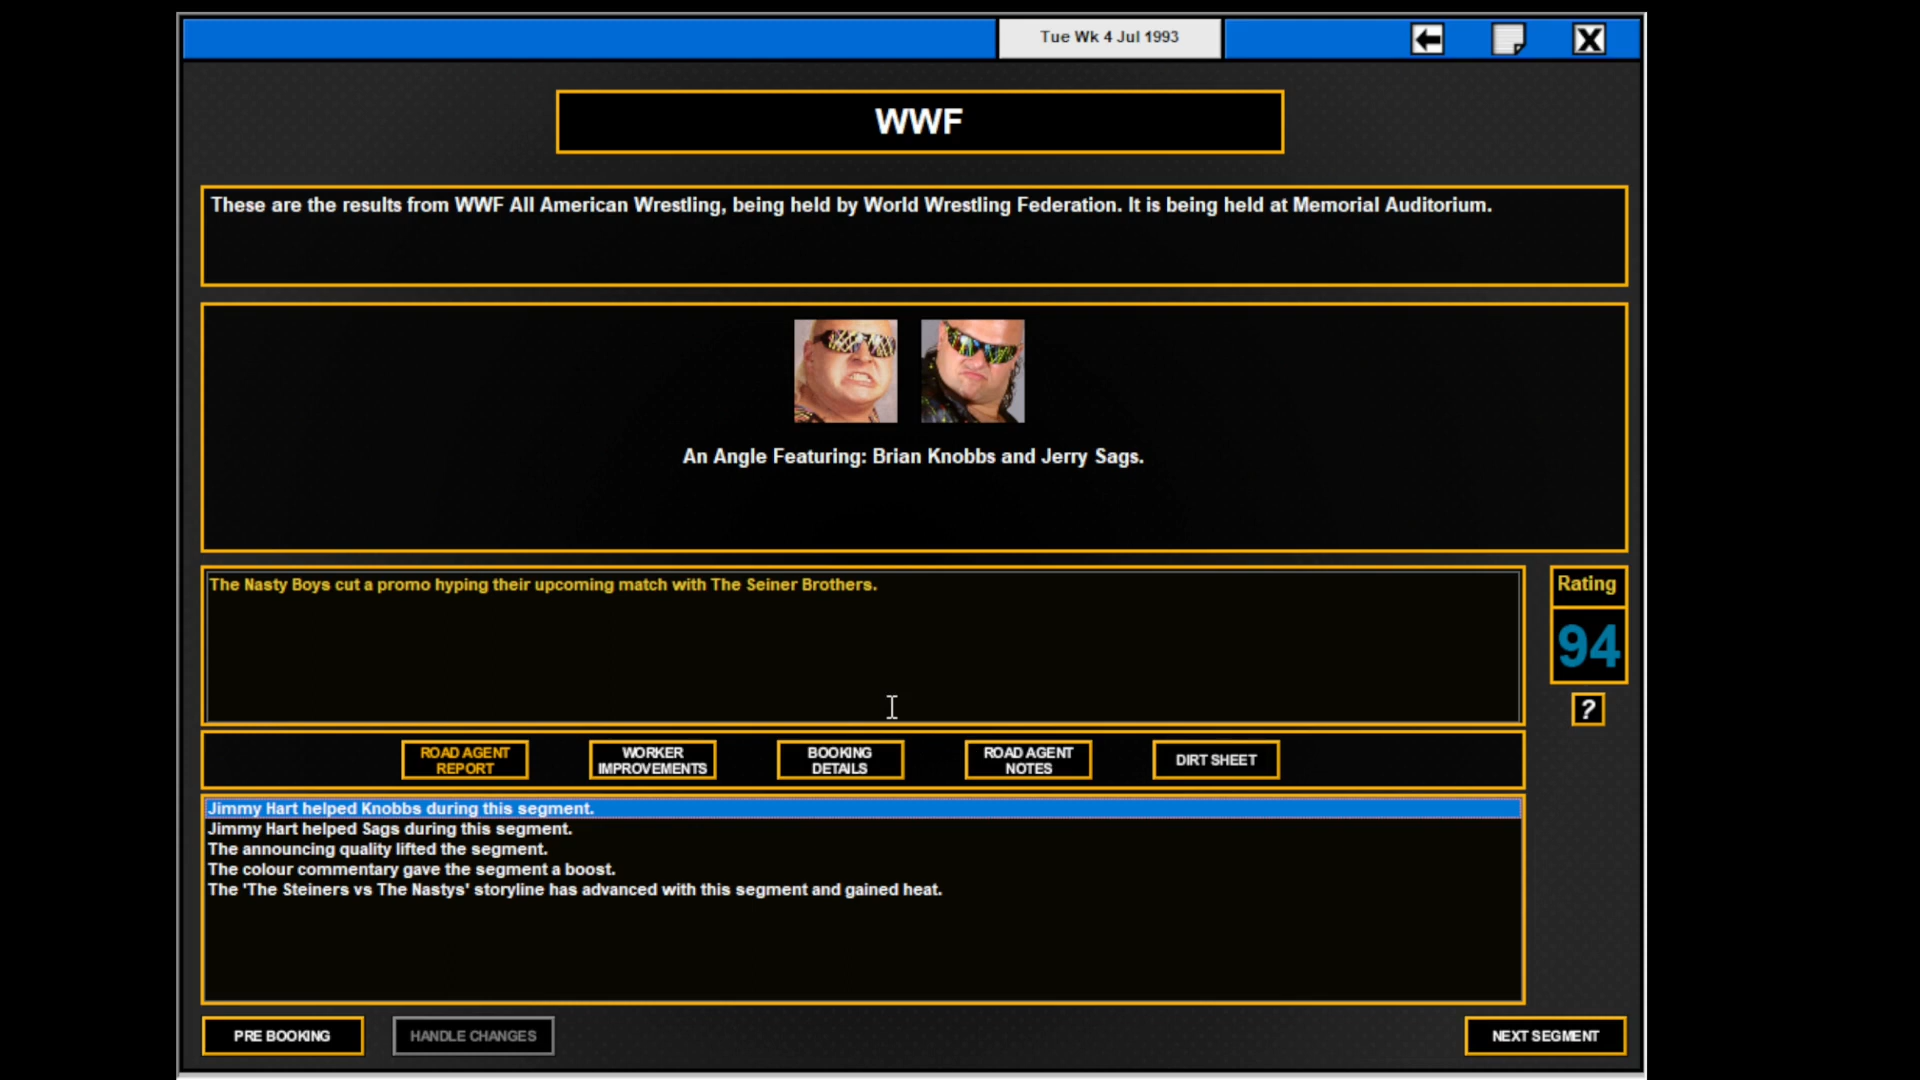 Tue Wk 4 Jul 1993
WWF
These are the results from WWF All American Wrestling, being held by World Wrestling Federation. It is being held at Memorial Auditorium.
An Angle Featuring: Brian Knobbs and Jerry Sags.
The Nasty Boys cut a promo hyping their upcoming match with The Seiner Brothers.
Rating
94
?
ROAD AGENT
REPORT
WORKER
IMPROVEMENTS
BOOKING
DETAILS
ROAD AGENT
NOTES
DIRT SHEET
Jimmy Hart helped Knobbs during this segment.
Jimmy Hart helped Sags during this segment.
The announcing quality lifted the segment.
The colour commentary gave the segment a boost.
The 'The Steiners vs The Nastys' storyline has advanced with this segment and gained heat.
PRE BOOKING
HANDLE CHANGES
NEXT SEGMENT